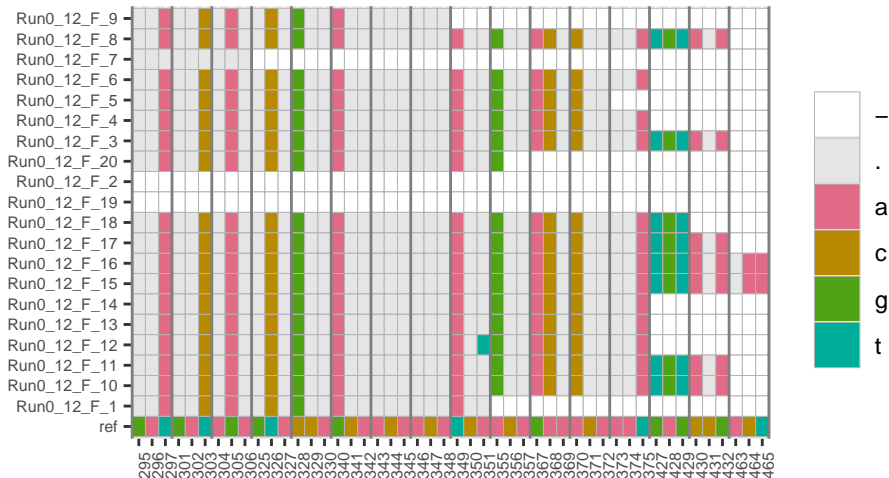 Run0_12_F_9
Run0_12_F_8
Run0_12_F_7
Run0_12_F_6
Run0_12_F_5
Run0_12_F_4
Run0_12_F_3
Run0_12_F_20
Run0_12_F_2
Run0_12_F_19
Run0_12_F_18
Run0_12_F_17
Run0_12_F_16
Run0_12_F_15
Run0_12_F_14
Run0_12_F_13
Run0_12_F_12
Run0_12_F_11
Run0_12_F_10
Run0_12_F_1
ref
295
296
297
301
302
303
304
305
306
325
326
327
328
329
330
340
341
342
343
344
345
346
347
348
349
350
351
355
356
357
367
368
369
370
371
372
373
374
375
427
428
429
430
431
432
463
464
465
–
.
a
c
g
t